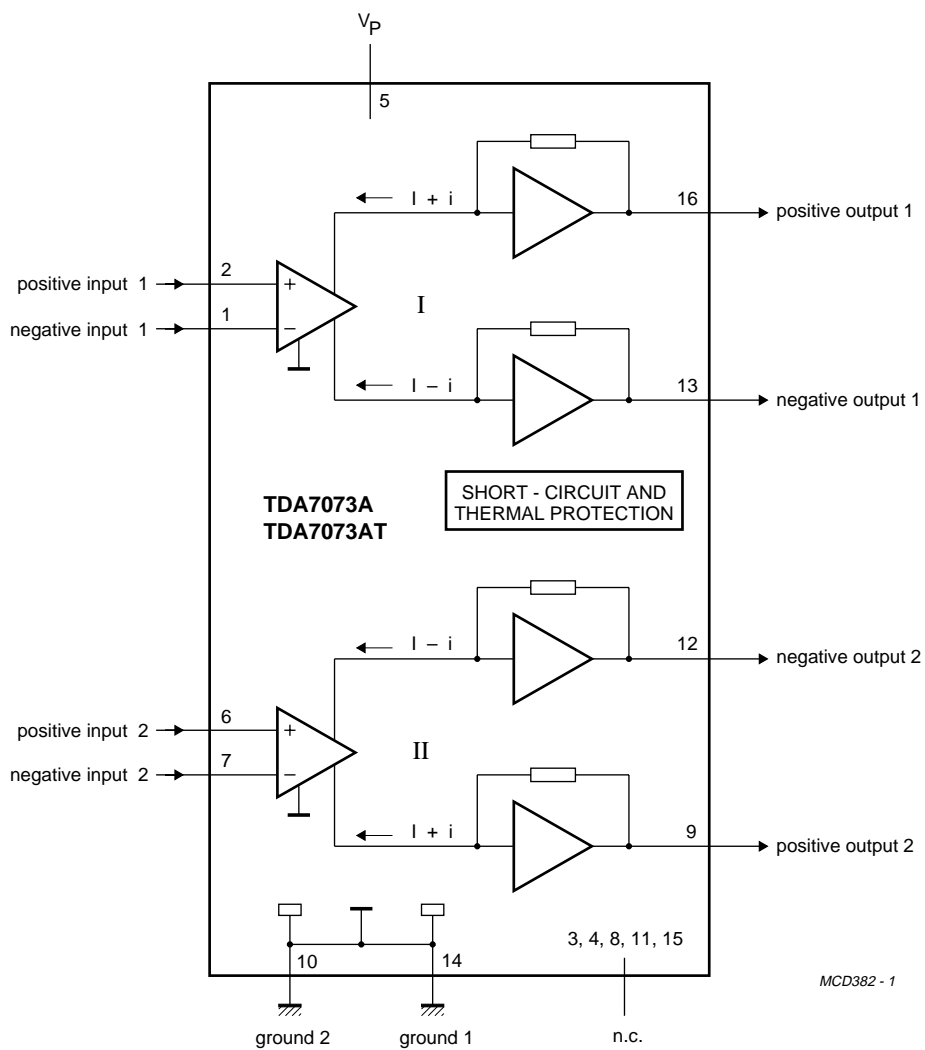 VP
5
I + i
16
positive output 1
positive input 1
2
+
I
negative input 1
1
−
I − i
13
negative output 1
TDA7073A
TDA7073AT
SHORT - CIRCUIT AND
THERMAL PROTECTION
I − i
12
negative output 2
positive input 2
6
+
II
negative input 2
7
−
I + i
9
positive output 2
3, 4, 8, 11, 15
10
14
MCD382 - 1
ground 2
ground 1
n.c.